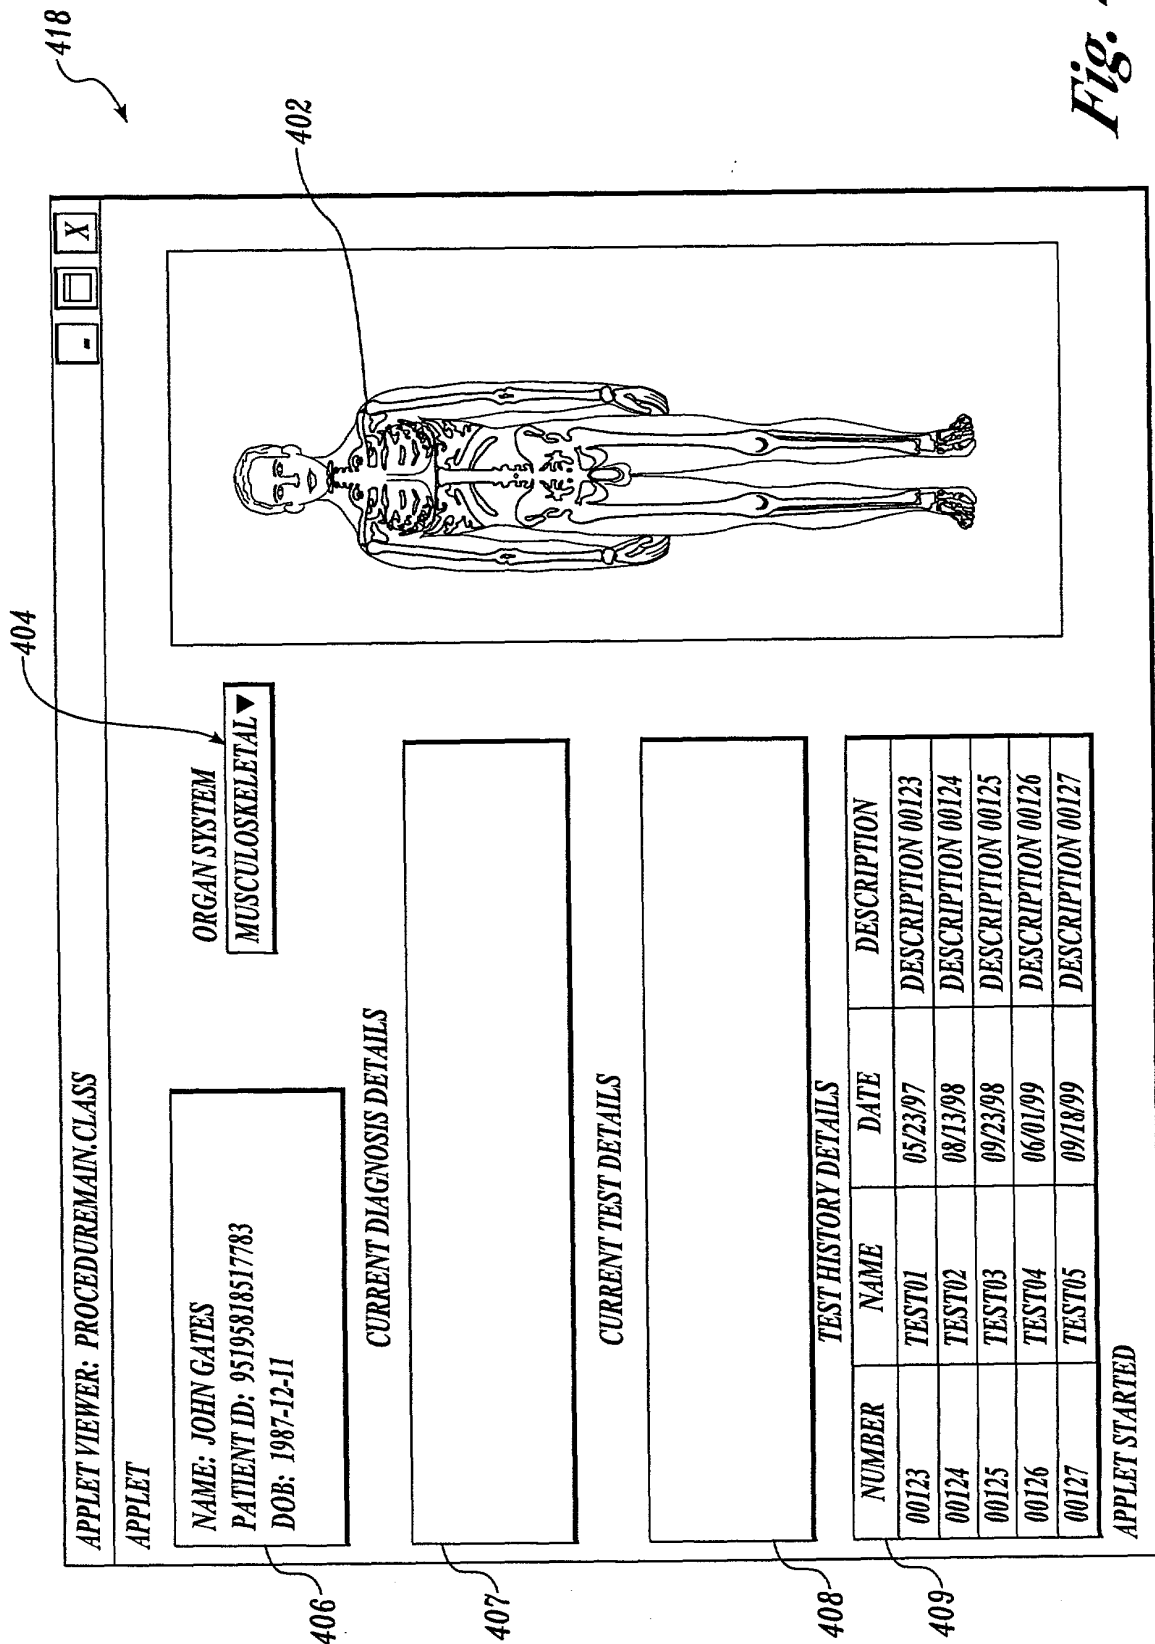 418
APPLET VIEWER: PROCEDUREMAIN.CLASS
- X
APPLET
404
402
NAME: JOHN GATES
PATIENT ID: 9519581851 7783
DOB: 1987-12-11
406
ORGAN SYSTEM
MUSCULOSKELETAL ▼
CURRENT DIAGNOSIS DETAILS
407
CURRENT TEST DETAILS
408
TEST HISTORY DETAILS
409
NUMBER NAME DATE DESCRIPTION
00123 TEST01 05/23/97 DESCRIPTION 00123
00124 TEST02 08/13/98 DESCRIPTION 00124
00125 TEST03 09/23/98 DESCRIPTION 00125
00126 TEST04 06/01/99 DESCRIPTION 00126
00127 TEST05 09/18/99 DESCRIPTION 00127
APPLET STARTED
Fig.